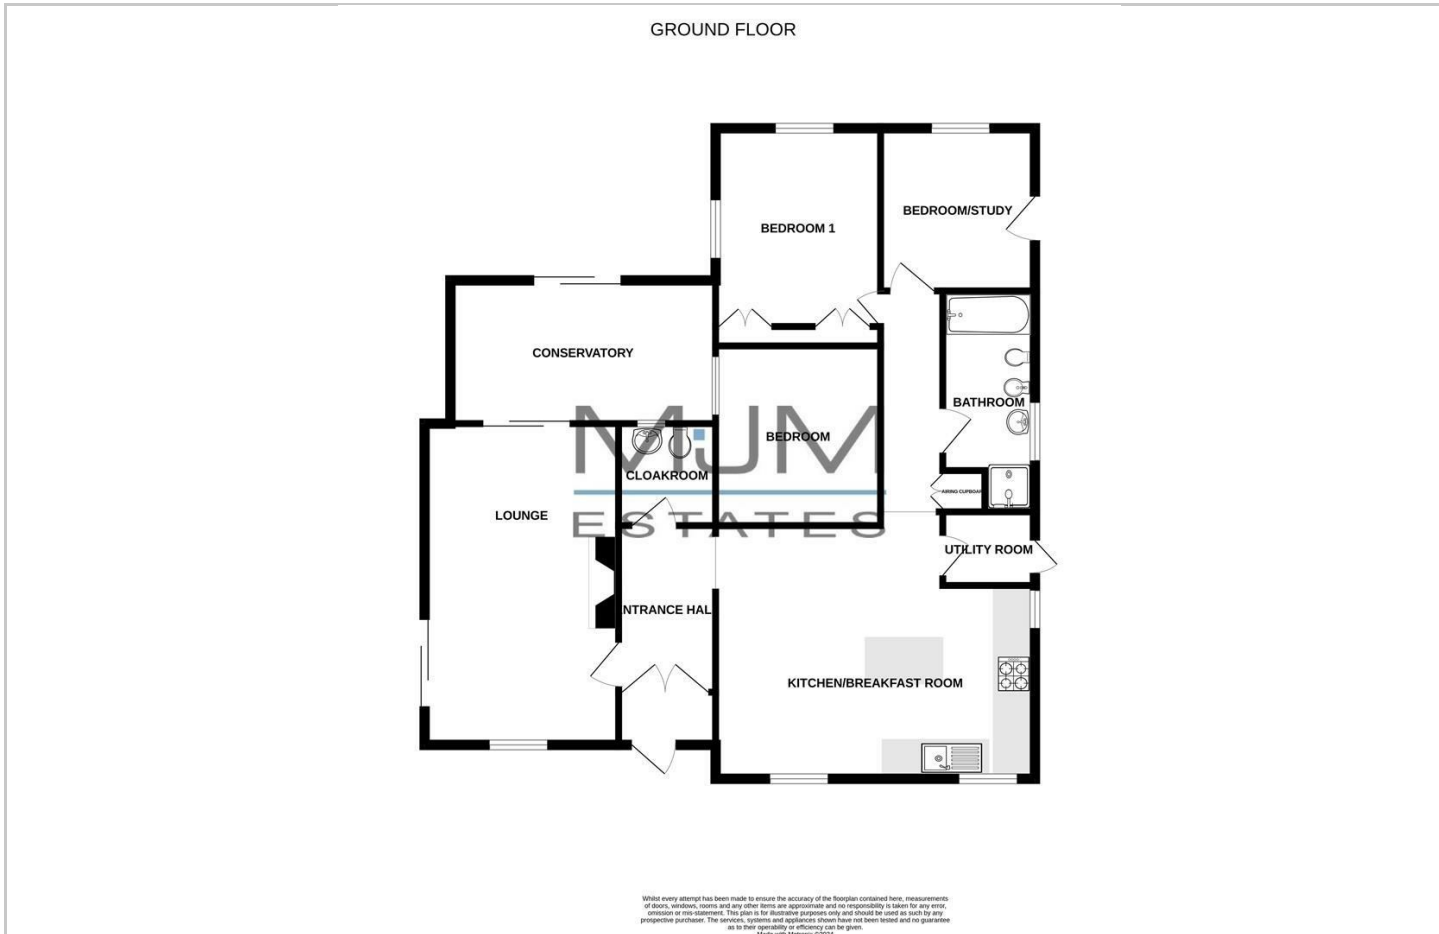 GROUND FLOOR
BEDROOM 1
BEDROOM/STUDY
CONSERVATORY
BATHROOM
MJM
BEDROOM
CLOAKROOM
AIRING CUPBOAR
LOUNGE
ESTATES
UTILITY ROOM
NTRANCE HAL
KITCHEN/BREAKFAST ROOM
Whilst every attempt has been made to ensure the accuracy of the floorplan contained here, measurements
of doors, windows, rooms and any other items are approximate and no responsibility is taken for any error,
omission or mis-statement. This plan is for illustrative purposes only and should be used as such by any
prospective purchaser. The services, systems and appliances shown have not been tested and no guarantee
as to their operability or efficiency can be given.
Made with Metropix ©2024